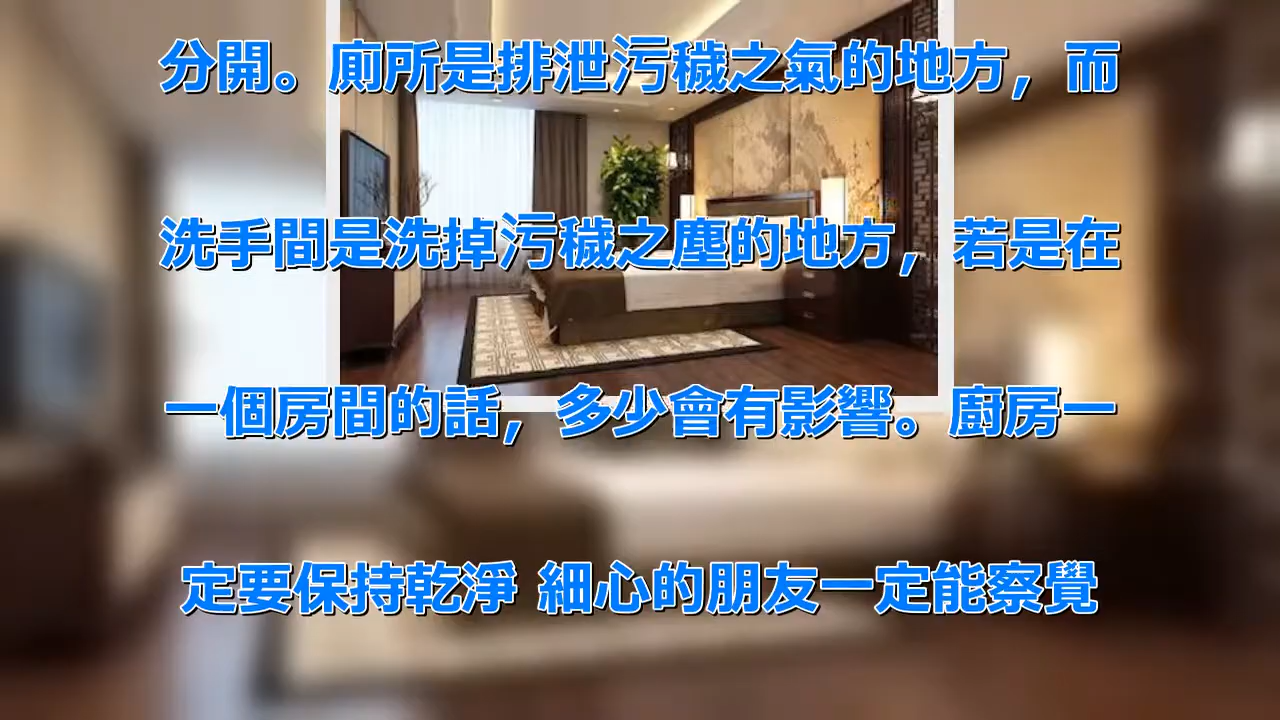 分開。廁所是排泄污穢之氣的地方，而
洗手間是洗掉污穢之塵的地方，若是在
一個房間的話，多少會有影響。廚房一
定要保持乾淨 細心的朋友一定能察覺